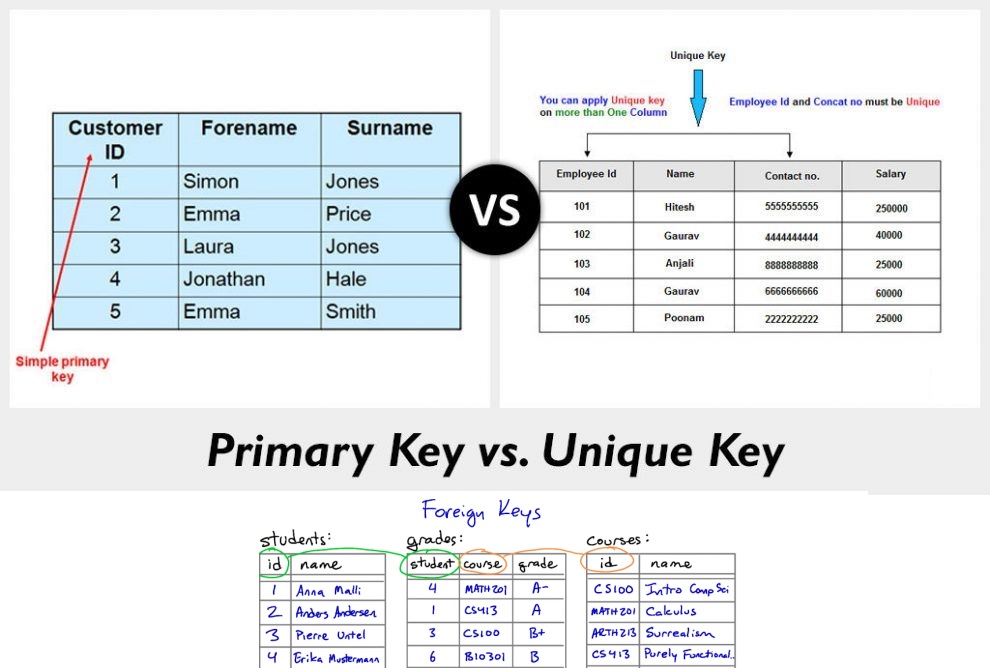 Customer ID Forename Surname
1 Simon Jones
2 Emma Price
3 Laura Jones
4 Jonathan Hale
5 Emma Smith
Simple primary
key
VS
Unique Key
You can apply Unique key
on more than One Column
Employee Id and Concat no must be Unique
Employee Id Name Contact no. Salary
101 Hitesh 5555555555 250000
102 Gaurav 4444444444 40000
103 Anjali 8888888888 25000
104 Gaurav 6666666666 60000
105 Poonam 2222222222 25000
Primary Key vs. Unique Key
Foreign Keys
students:
id name
1 Anna Malli
2 Anders Andersen
3 Pierre Untel
4 Erika Mustermann
grades:
student course grade
4 MATH201 A-
1 CS413 A
3 CS100 B+
6 BIO301 B
courses:
id name
CS100 Intro Comp Sci
MATH201 Calculus
ARTH213 Surrealism
CS413 Purely Functional..